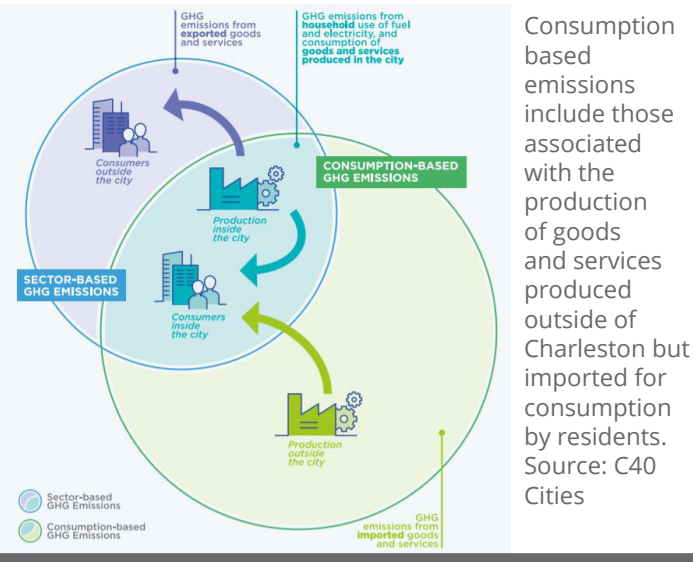 GHG
emissions from
exported goods
and services
GHG emissions from
household use of fuel
and electricity, and
consumption of
goods and services
produced in the city
Consumers
outside
the city
CONSUMPTION-BASED
GHG EMISSIONS
Production
inside
the city
SECTOR-BASED
GHG EMISSIONS
Consumers
inside
the city
Production
outside
the city
Sector-based
GHG Emissions
Consumption-based
GHG Emissions
GHG
emissions from
imported goods
and services
Consumption
based
emissions
include those
associated
with the
production
of goods
and services
produced
outside of
Charleston but
imported for
consumption
by residents.
Source: C40
Cities